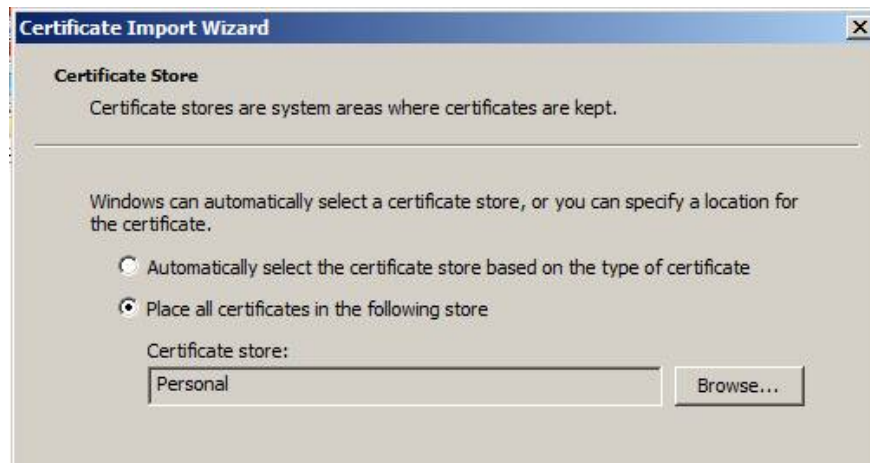 Certificate Import Wizard
Certificate Store
Certificate stores are system areas where certificates are kept.
Windows can automatically select a certificate store, or you can specify a location for
the certificate.
Automatically select the certificate store based on the type of certificate
Place all certificates in the following store
Certificate store:
Personal
Browse...